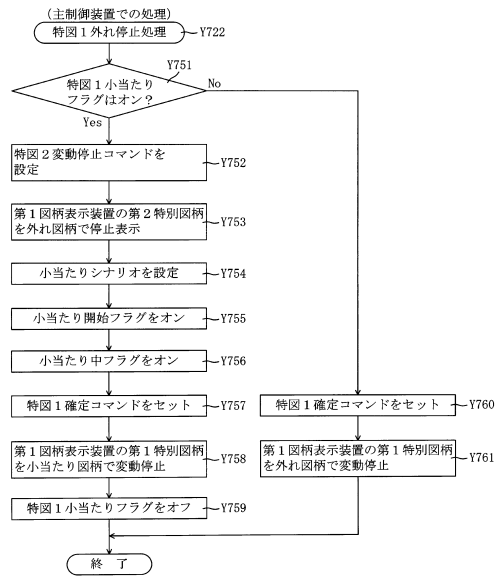 (主制御装置での処理)
特図１外れ停止処理
Y722
Y751
特図１小当たり
フラグはオン？
No
Yes
特図２変動停止コマンドを
設定
Y752
第１図柄表示装置の第２特別図柄
を外れ図柄で停止表示
Y753
小当たりシナリオを設定
Y754
小当たり開始フラグをオン
Y755
小当たり中フラグをオン
Y756
特図１確定コマンドをセット
Y757
特図１確定コマンドをセット
Y760
第１図柄表示装置の第１特別図柄
を小当たり図柄で変動停止
Y758
第１図柄表示装置の第１特別図柄
を外れ図柄で変動停止
Y761
特図１小当たりフラグをオフ
Y759
終　了